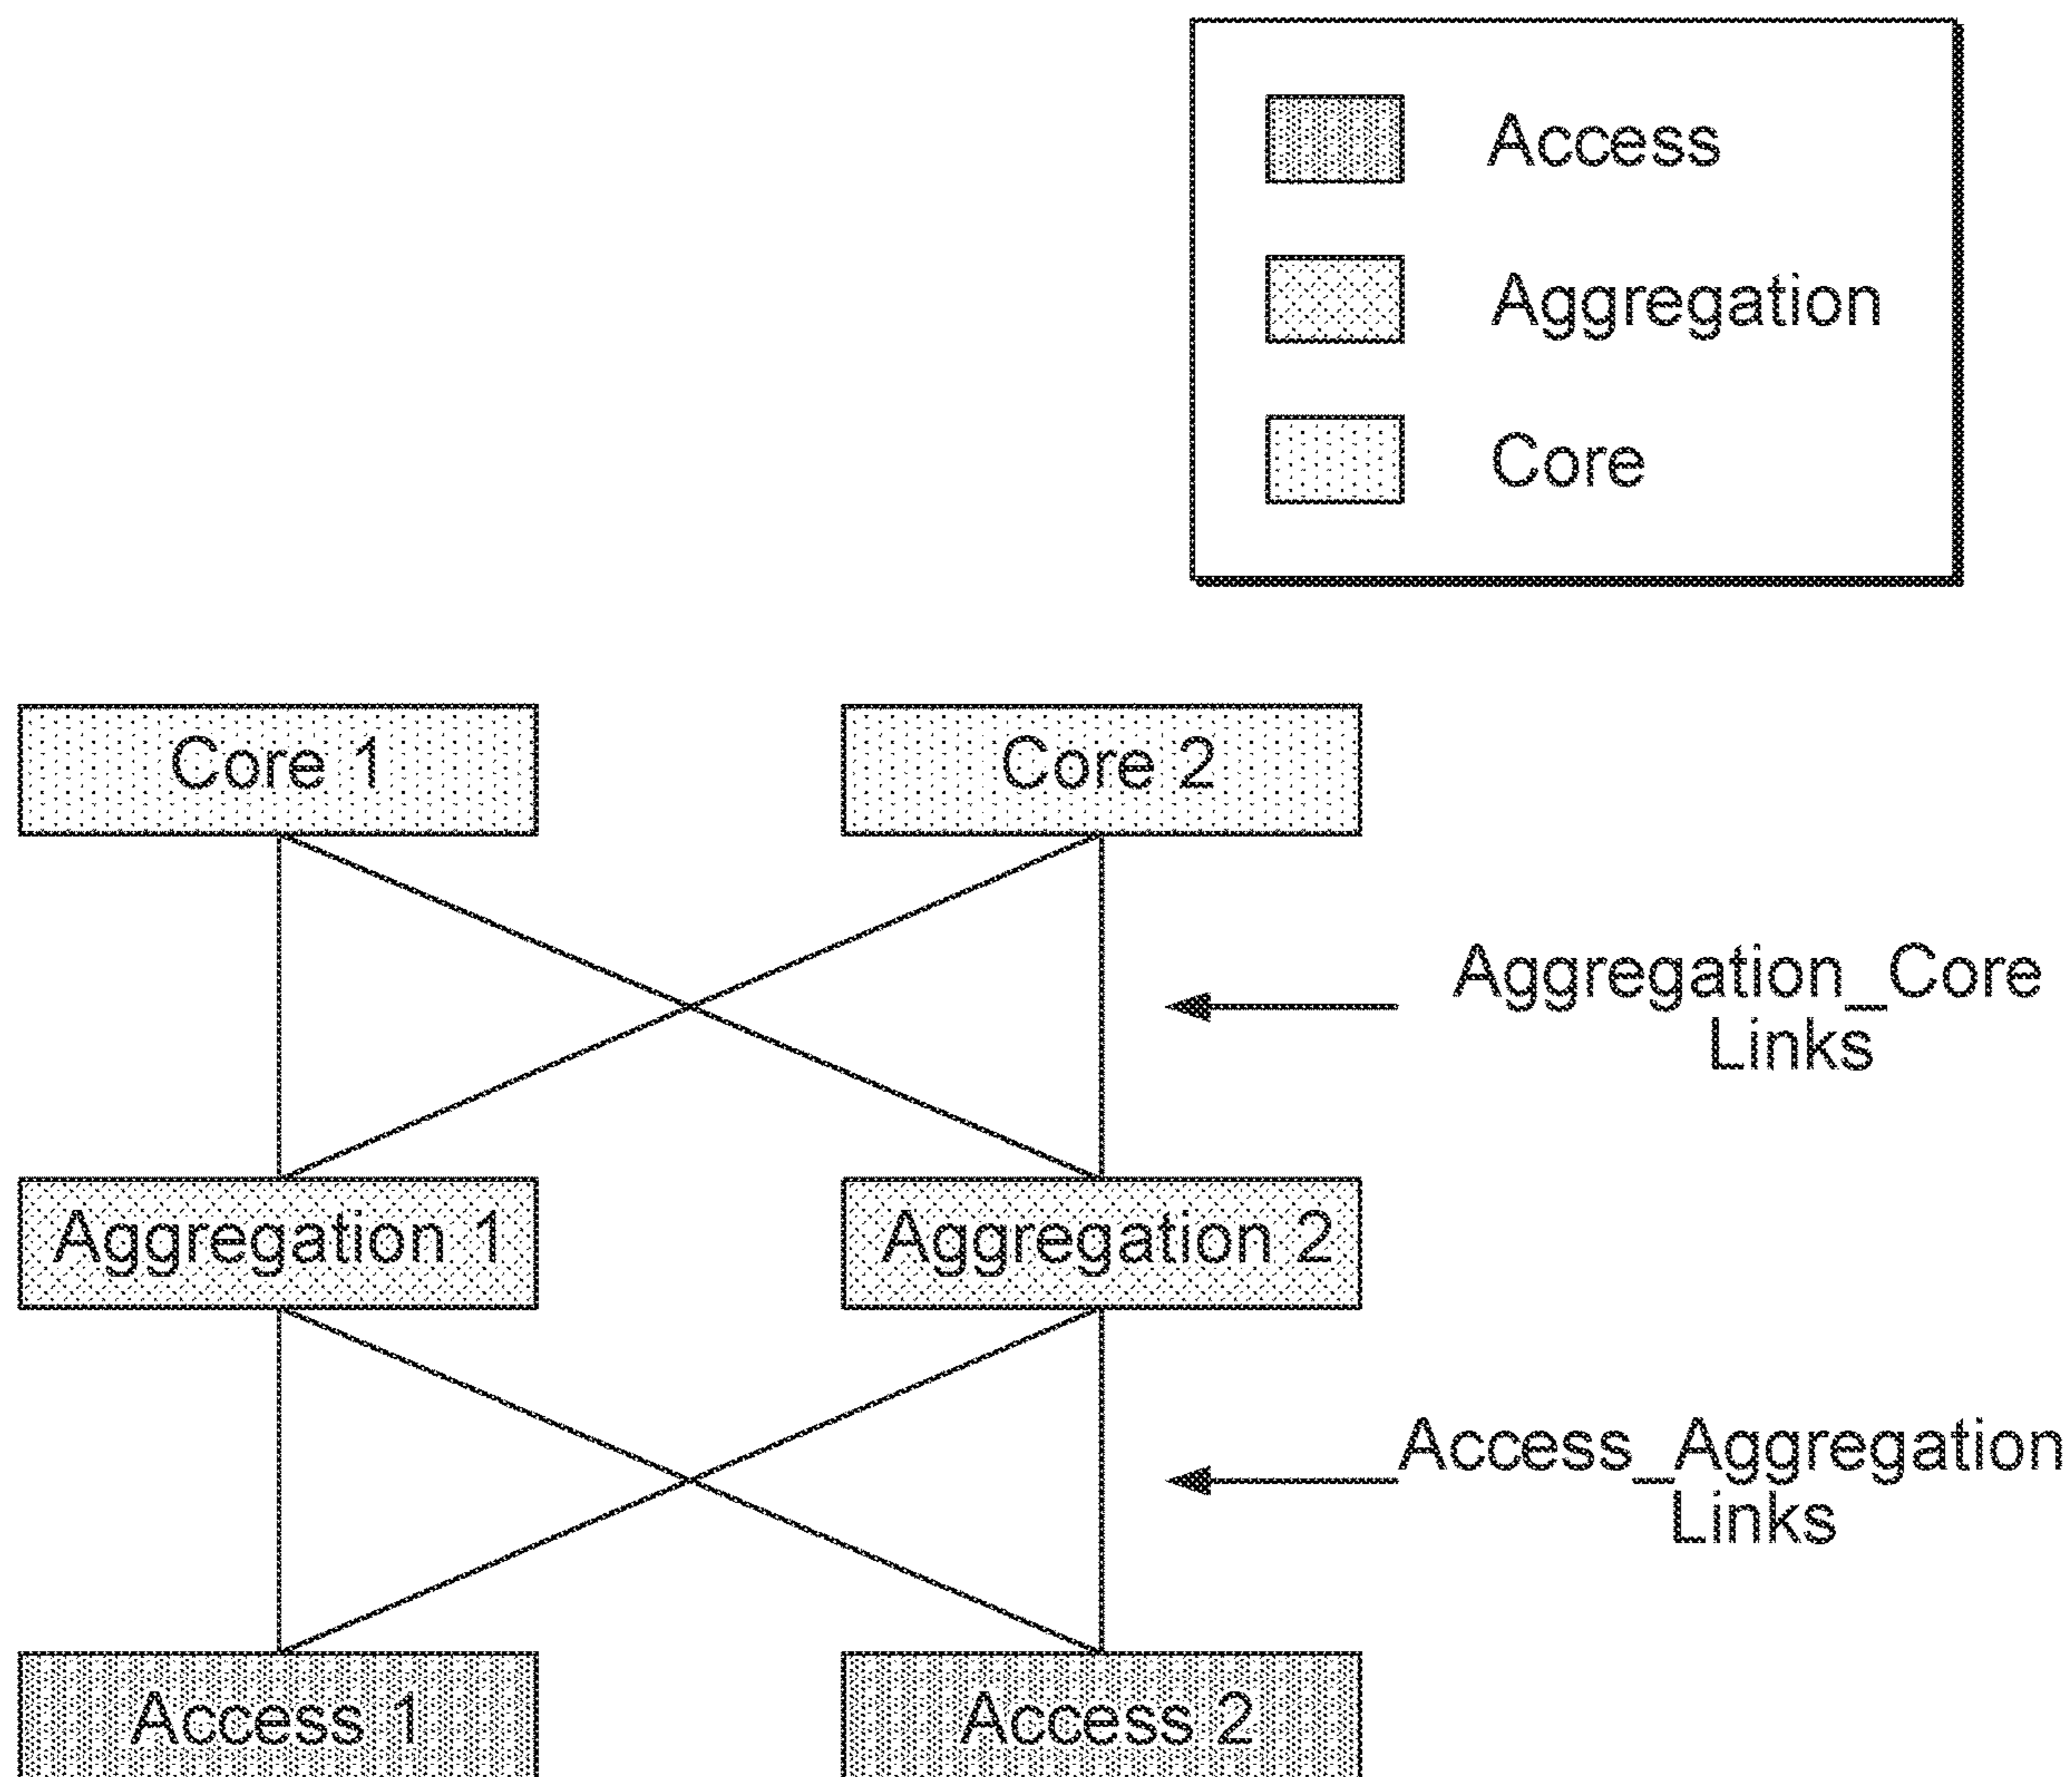 Access
Aggregation
Core
Core 1
Core 2
Aggregation_Core
Links
Aggregation 1
Aggregation 2
Access_Aggregation
Links
Access 1
Access 2